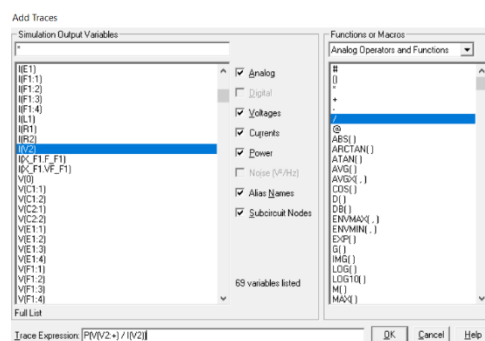 Add Traces
Simulation Output Variables
*
I(E1)
I(F1:1)
I(F1:2)
I(F1:3)
I(F1:4)
I(L1)
I(R1)
I(R2)
I(V2)
I(X_F1.F_F1)
I(X_F1.VF_F1)
V(0)
V(C1:1)
V(C1:2)
V(C2:1)
V(C2:2)
V(E1:1)
V(E1:2)
V(E1:3)
V(E1:4)
V(F1:1)
V(F1:2)
V(F1:3)
V(F1:4)
Full List
Analog
Digital
Voltages
Currents
Power
Noise (V²/Hz)
Alias Names
Subcircuit Nodes
69 variables listed
Functions or Macros
Analog Operators and Functions
#
()
*
+
-
/
@
ABS( )
ARCTAN( )
ATAN( )
AVG( )
AVGX( , )
COS( )
D( )
DB( )
ENVMAX( , )
ENVMIN( , )
EXP( )
G( )
IMG( )
LOG( )
LOG10( )
M( )
MAX( )
Trace Expression: P(V(V2:+) / I(V2))
OK Cancel Help